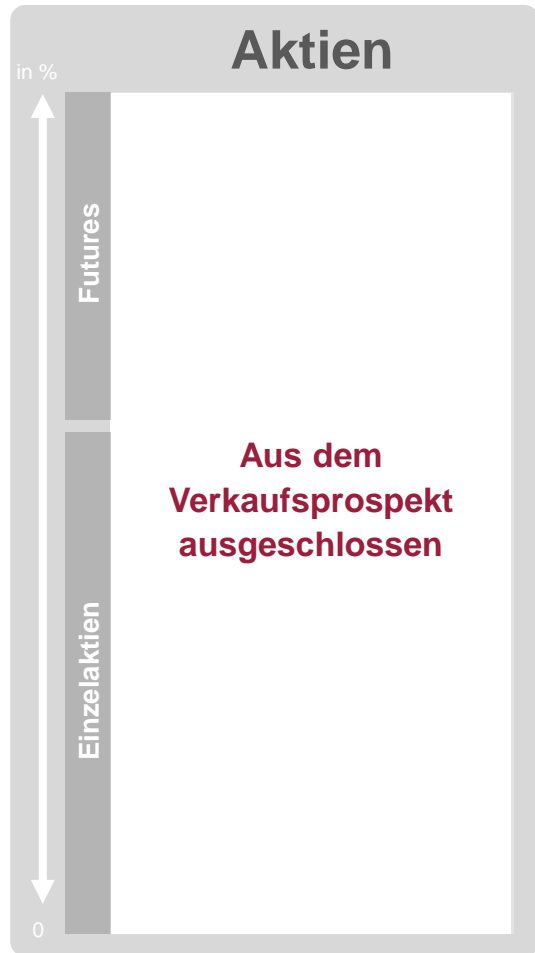 Aktien
in %
Futures
Aus dem
Verkaufsprospekt
ausgeschlossen
Einzelaktien
0